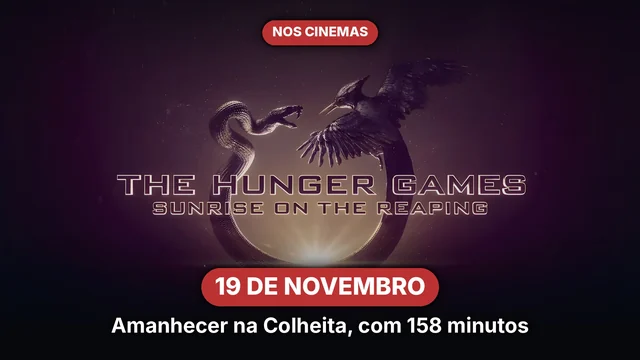 NOS CINEMAS
THE HUNGER GAMES
SUNRISE ON THE REAPING
19 DE NOVEMBRO
Amanhecer na Colheita, com 158 minutos